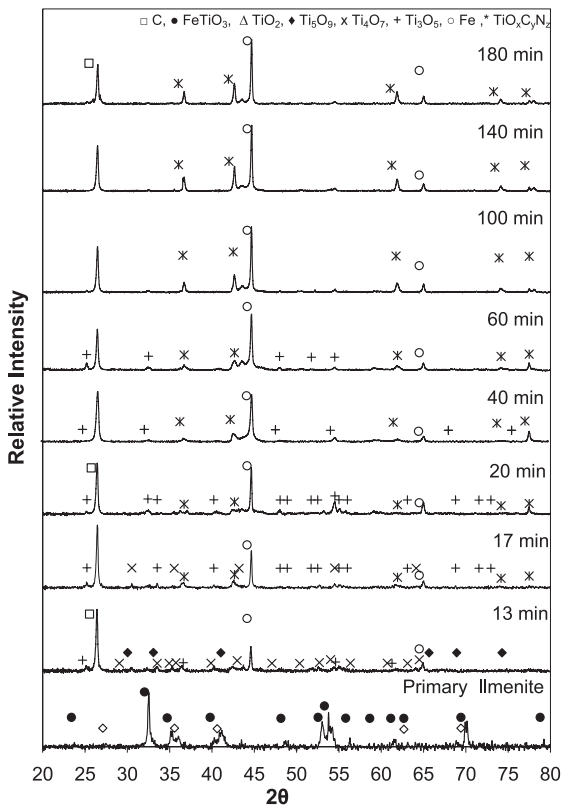 □ C, ● FeTiO3, Δ TiO2, ♦ Ti5O9, x Ti4O7, + Ti3O5, ○ Fe ,* TiOxCyNz
180 min
140 min
100 min
60 min
40 min
20 min
17 min
13 min
Primary Ilmenite
Relative Intensity
20 25 30 35 40 45 50 55 60 65 70 75 80
2θ